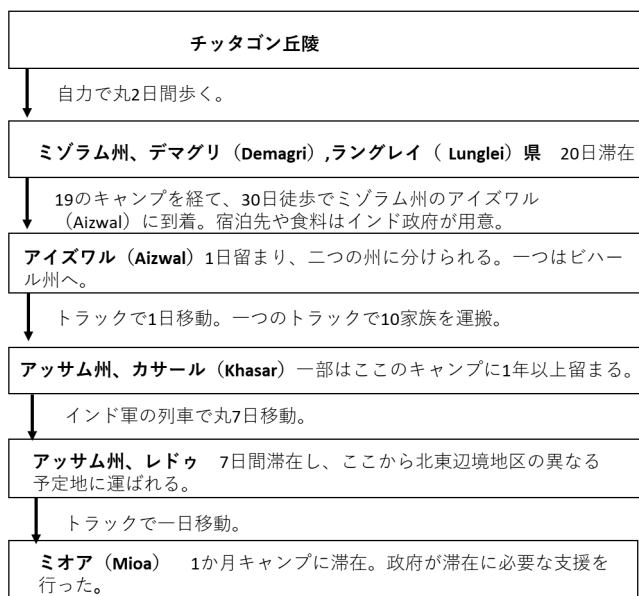 チッタゴン丘陵
自力で丸2日間歩く。
ミゾラム州、デマグリ（Demagri）,ラングレイ（ Lunglei）県　20日滞在
19のキャンプを経て、30日徒歩でミゾラム州のアイズワル
（Aizwal）に到着。宿泊先や食料はインド政府が用意。
アイズワル（Aizwal）1日留まり、二つの州に分けられる。一つはビハー
ル州へ。
トラックで1日移動。一つのトラックで10家族を運搬。
アッサム州、カサール（Khasar）一部はここのキャンプに1年以上留まる。
インド軍の列車で丸7日移動。
アッサム州、レドゥ　7日間滞在し、ここから北東辺境地区の異なる
予定地に運ばれる。
トラックで一日移動。
ミオア（Mioa）　1か月キャンプに滞在。政府が滞在に必要な支援を
行った。